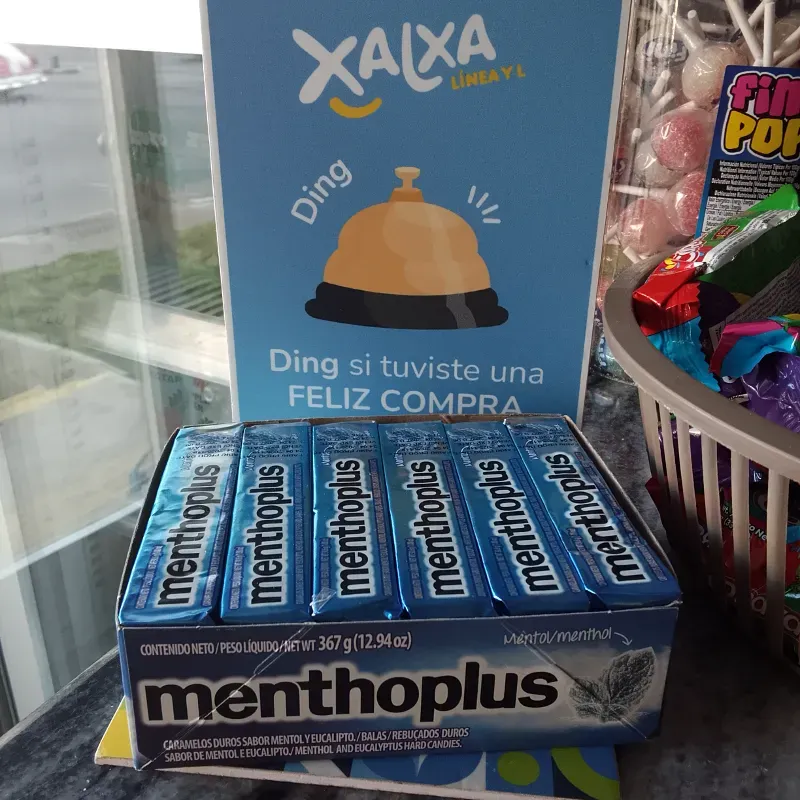 XALXA
LÍNEA Y·L
Ding
Ding si tuviste una
FELIZ COMPRA
FINI
POP
menthoplus
menthoplus
menthoplus
menthoplus
menthoplus
menthoplus
CONTENIDO NETO / PESO LÍQUIDO / NET WT 367 g (12.94 oz)
Mentol/menthol
menthoplus
CARAMELOS DUROS SABOR MENTOL Y EUCALIPTO. / BALAS / REBUÇADOS DUROS
SABOR DE MENTOL E EUCALIPTO. / MENTHOL AND EUCALYPTUS HARD CANDIES.